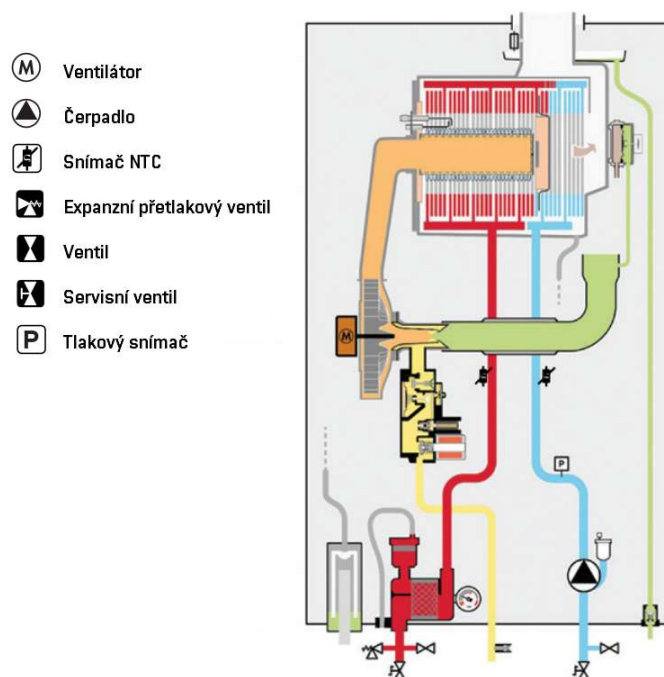 M Ventilátor
Čerpadlo
Snímač NTC
Expanzní přetlakový ventil
Ventil
Servisní ventil
P Tlakový snímač
M
P